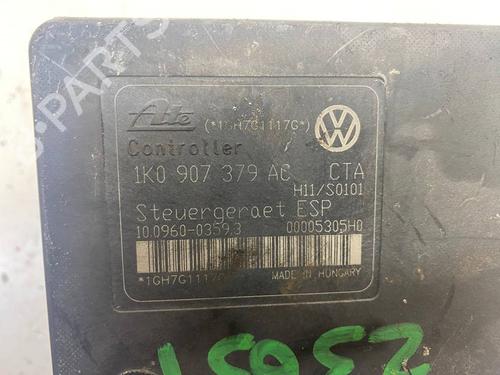 Ate (*1GH7G1117G*)
Controller
1K0 907 379 AC CTA
H11/S0101
Steuergeraet ESP
10.0960-0359.3 00005305H0
MADE IN HUNGARY